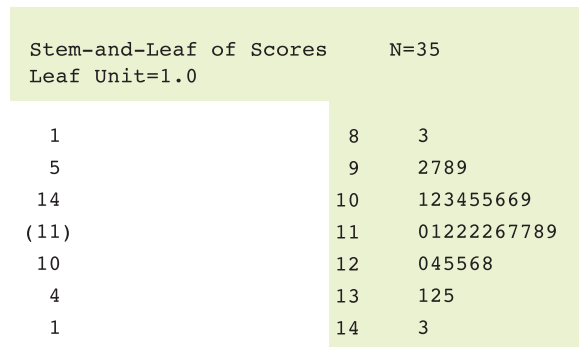 Stem-and-Leaf of Scores N=35
Leaf Unit=1.0
1 8 3
5 9 2789
14 10 123455669
(11) 11 01222267789
10 12 045568
4 13 125
1 14 3